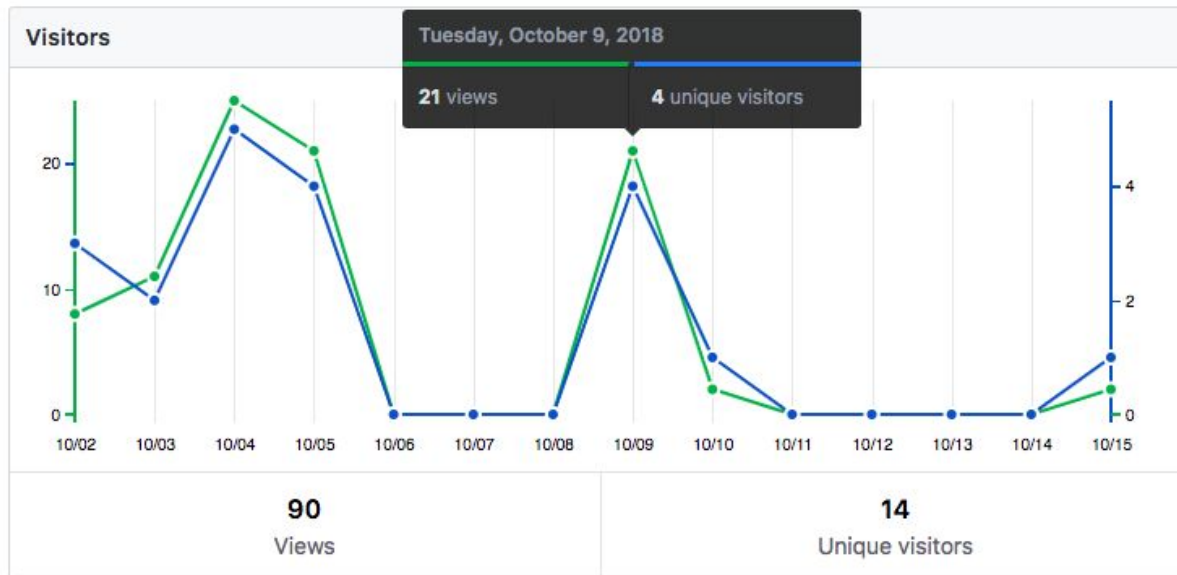 Visitors
Tuesday, October 9, 2018
21 views 4 unique visitors
20
10
0
4
2
0
10/02 10/03 10/04 10/05 10/06 10/07 10/08 10/09 10/10 10/11 10/12 10/13 10/14 10/15
90 14
Views Unique visitors